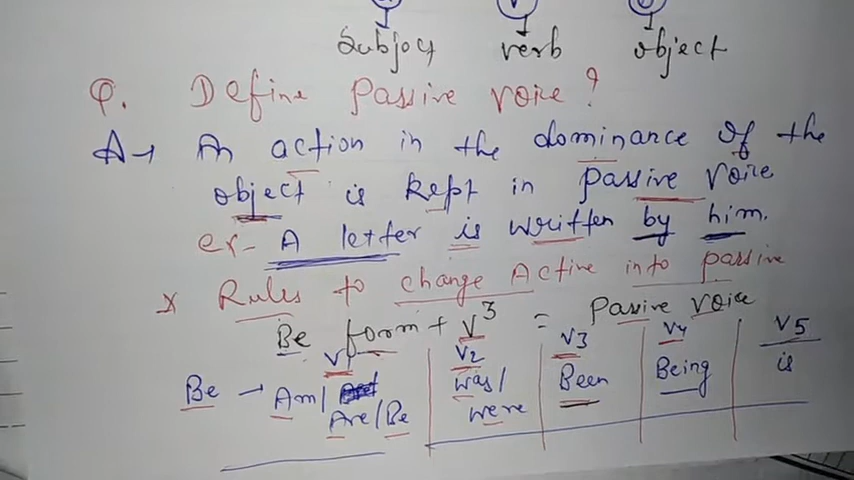 Subject verb object
Q. Define Passive voice?
A→ An action in the dominance of the
object is kept in passive voice
ex- A letter is written by him.
* Rules to change Active into passive
Be form + V3 = Passive voice
V1 V2 V3 V4 V5
Be → Am/ was/ Been Being is
Are/Be were